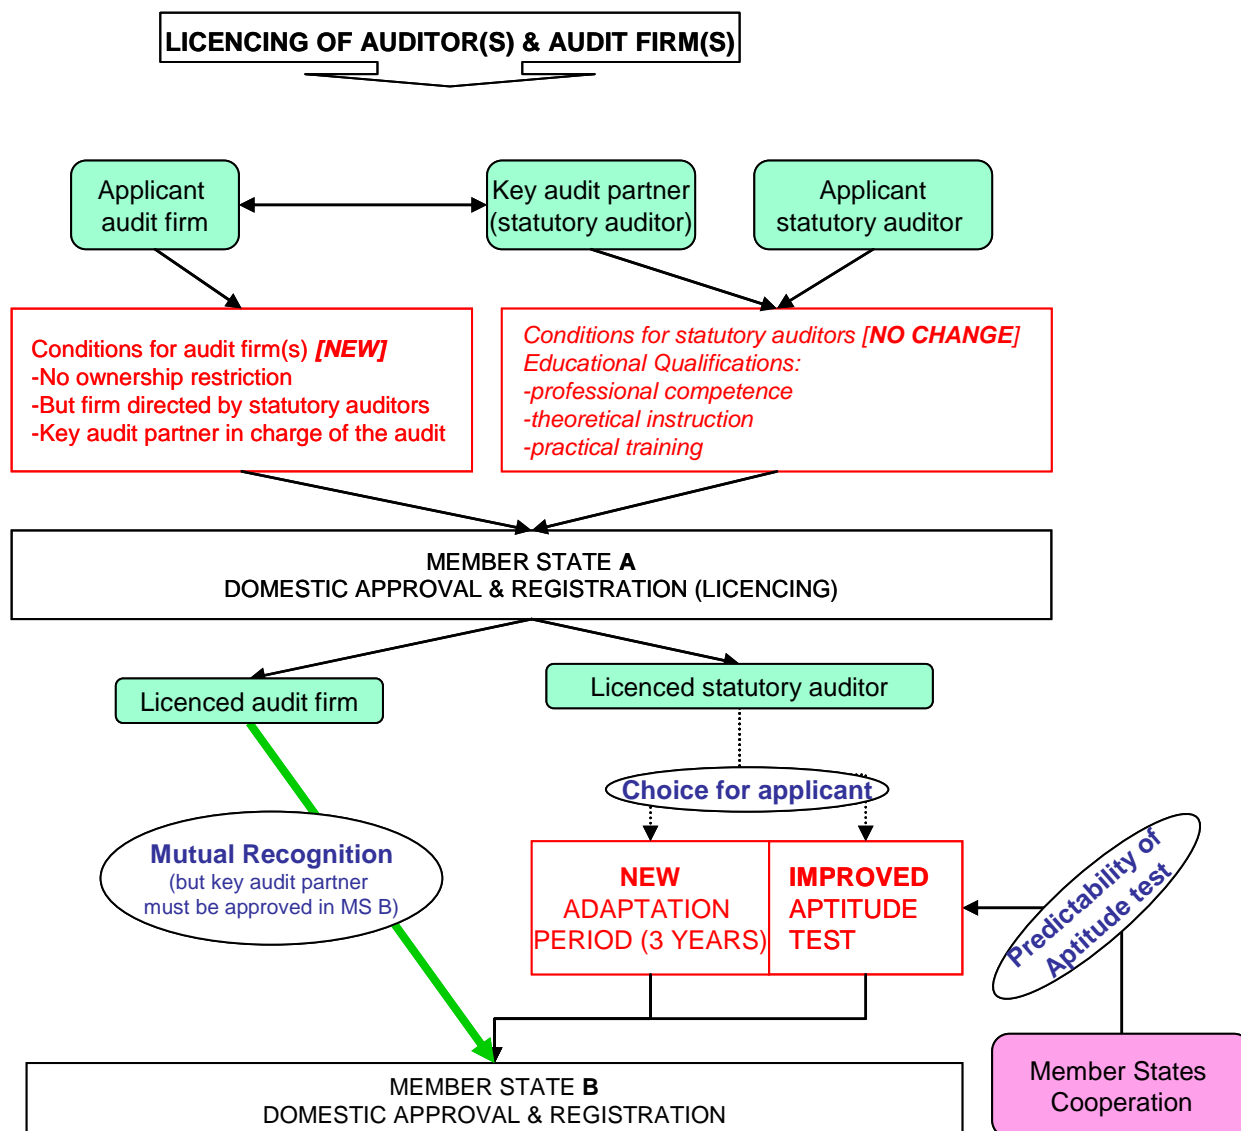 LICENCING OF AUDITOR(S) & AUDIT FIRM(S)
Applicant
audit firm
Key audit partner
(statutory auditor)
Applicant
statutory auditor
Conditions for audit firm(s) [NEW]
-No ownership restriction
-But firm directed by statutory auditors
-Key audit partner in charge of the audit
Conditions for statutory auditors [NO CHANGE]
Educational Qualifications:
-professional competence
-theoretical instruction
-practical training
MEMBER STATE A
DOMESTIC APPROVAL & REGISTRATION (LICENCING)
Licenced audit firm
Licenced statutory auditor
Choice for applicant
Mutual Recognition
(but key audit partner
must be approved in MS B)
NEW
ADAPTATION
PERIOD (3 YEARS)
IMPROVED
APTITUDE
TEST
Predictability of
Aptitude test
Member States
Cooperation
MEMBER STATE B
DOMESTIC APPROVAL & REGISTRATION